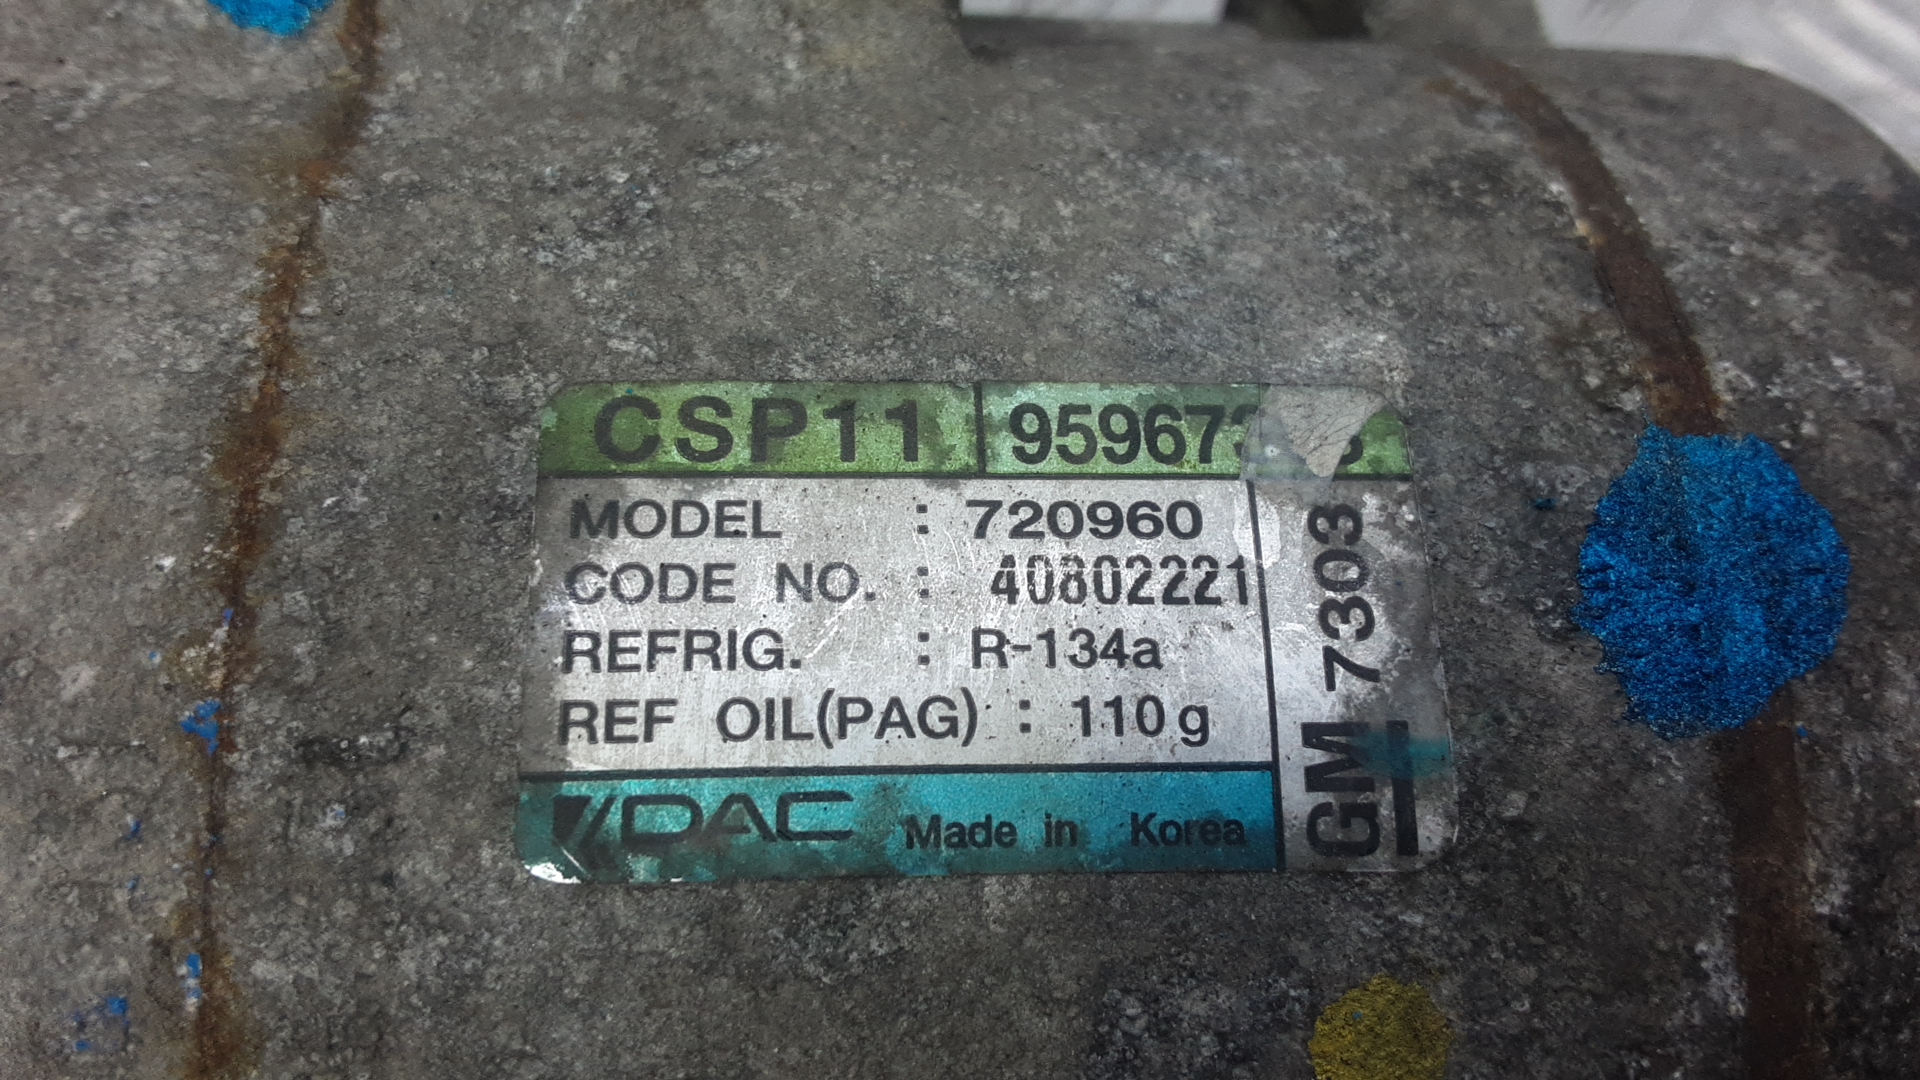 CSP11
MODEL : 720960
CODE NO. : 40802221
REFRIG. : R-134a
REF OIL(PAG) : 110g
DAC Made in Korea
GM 7303